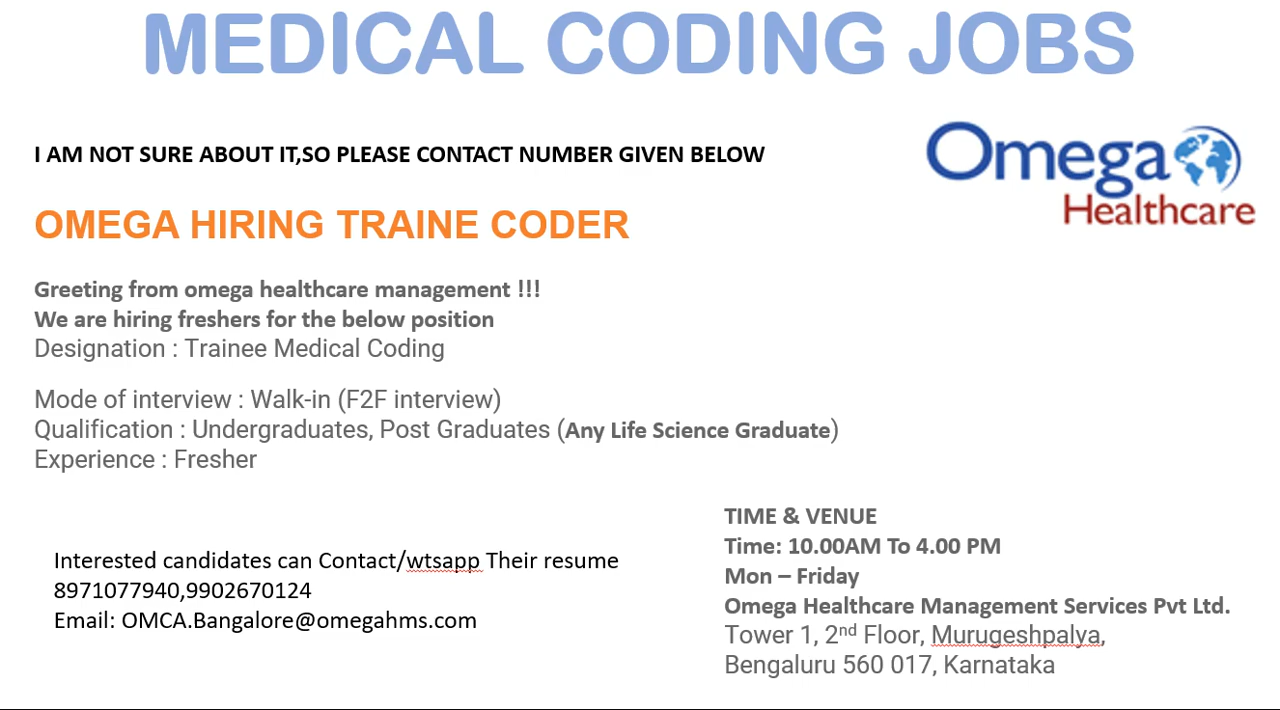 MEDICAL CODING JOBS
I AM NOT SURE ABOUT IT,SO PLEASE CONTACT NUMBER GIVEN BELOW
Omega
Healthcare
OMEGA HIRING TRAINE CODER
Greeting from omega healthcare management !!!
We are hiring freshers for the below position
Designation : Trainee Medical Coding
Mode of interview : Walk-in (F2F interview)
Qualification : Undergraduates, Post Graduates (Any Life Science Graduate)
Experience : Fresher
Interested candidates can Contact/wtsapp Their resume
8971077940,9902670124
Email: OMCA.Bangalore@omegahms.com
TIME & VENUE
Time: 10.00AM To 4.00 PM
Mon – Friday
Omega Healthcare Management Services Pvt Ltd.
Tower 1, 2nd Floor, Murugeshpalya,
Bengaluru 560 017, Karnataka